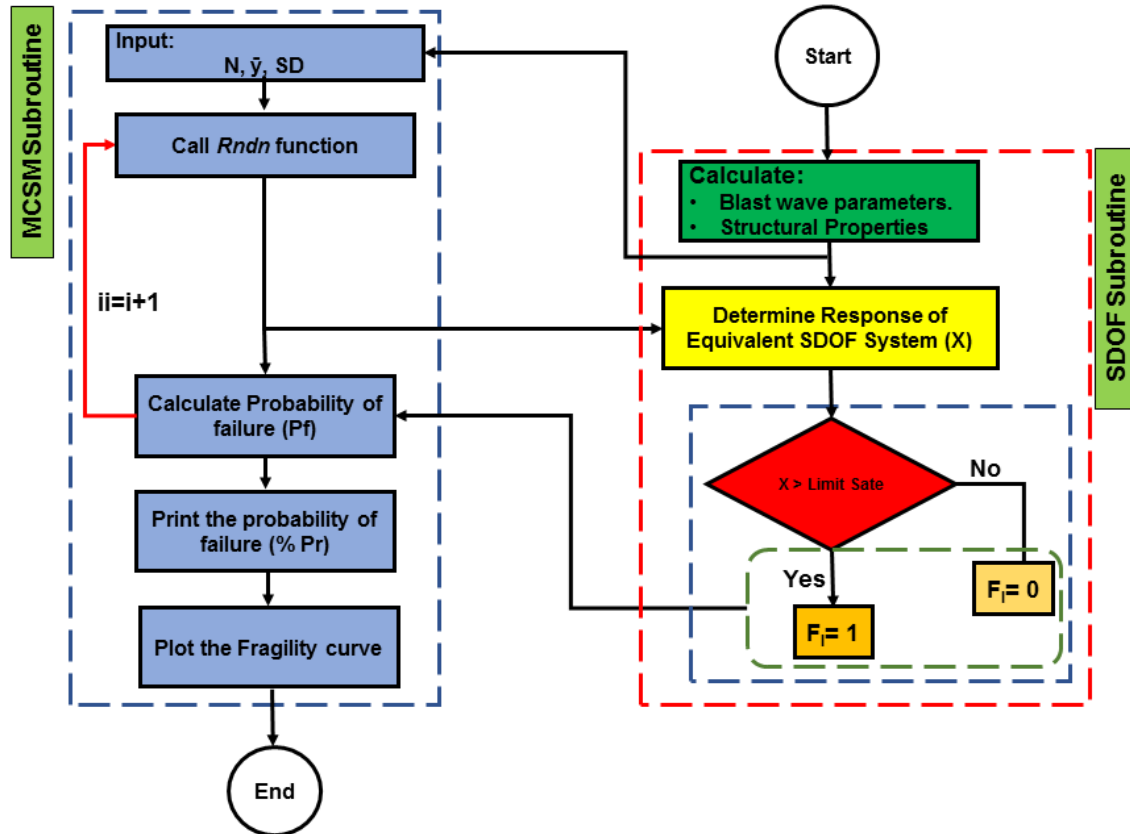 MCSM Subroutine
Input:
N, ȳ, SD
Call Rndn function
ii=i+1
Calculate Probability of
failure (Pf)
Print the probability of
failure (% Pr)
Plot the Fragility curve
End
Start
SDOF Subroutine
Calculate:
• Blast wave parameters.
• Structural Properties
Determine Response of
Equivalent SDOF System (X)
X > Limit Sate
No
Yes
Fᵢ= 0
Fᵢ= 1